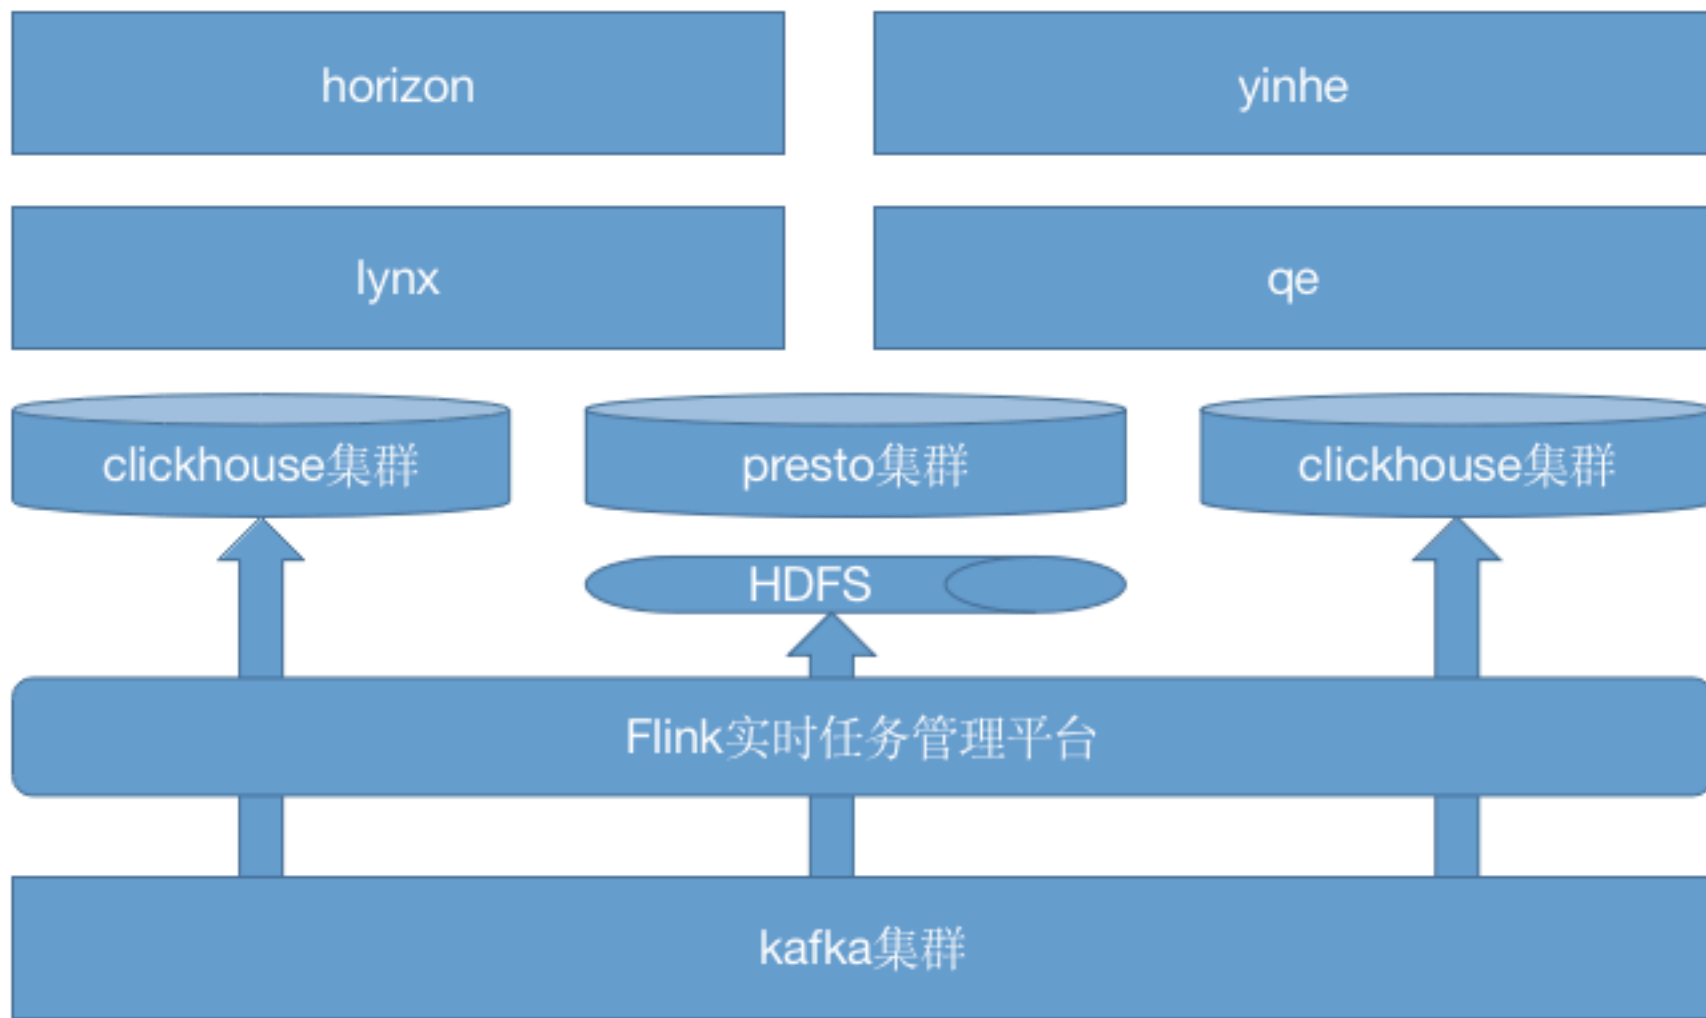 horizon
yinhe
lynx
qe
clickhouse集群
presto集群
clickhouse集群
HDFS
Flink实时任务管理平台
kafka集群